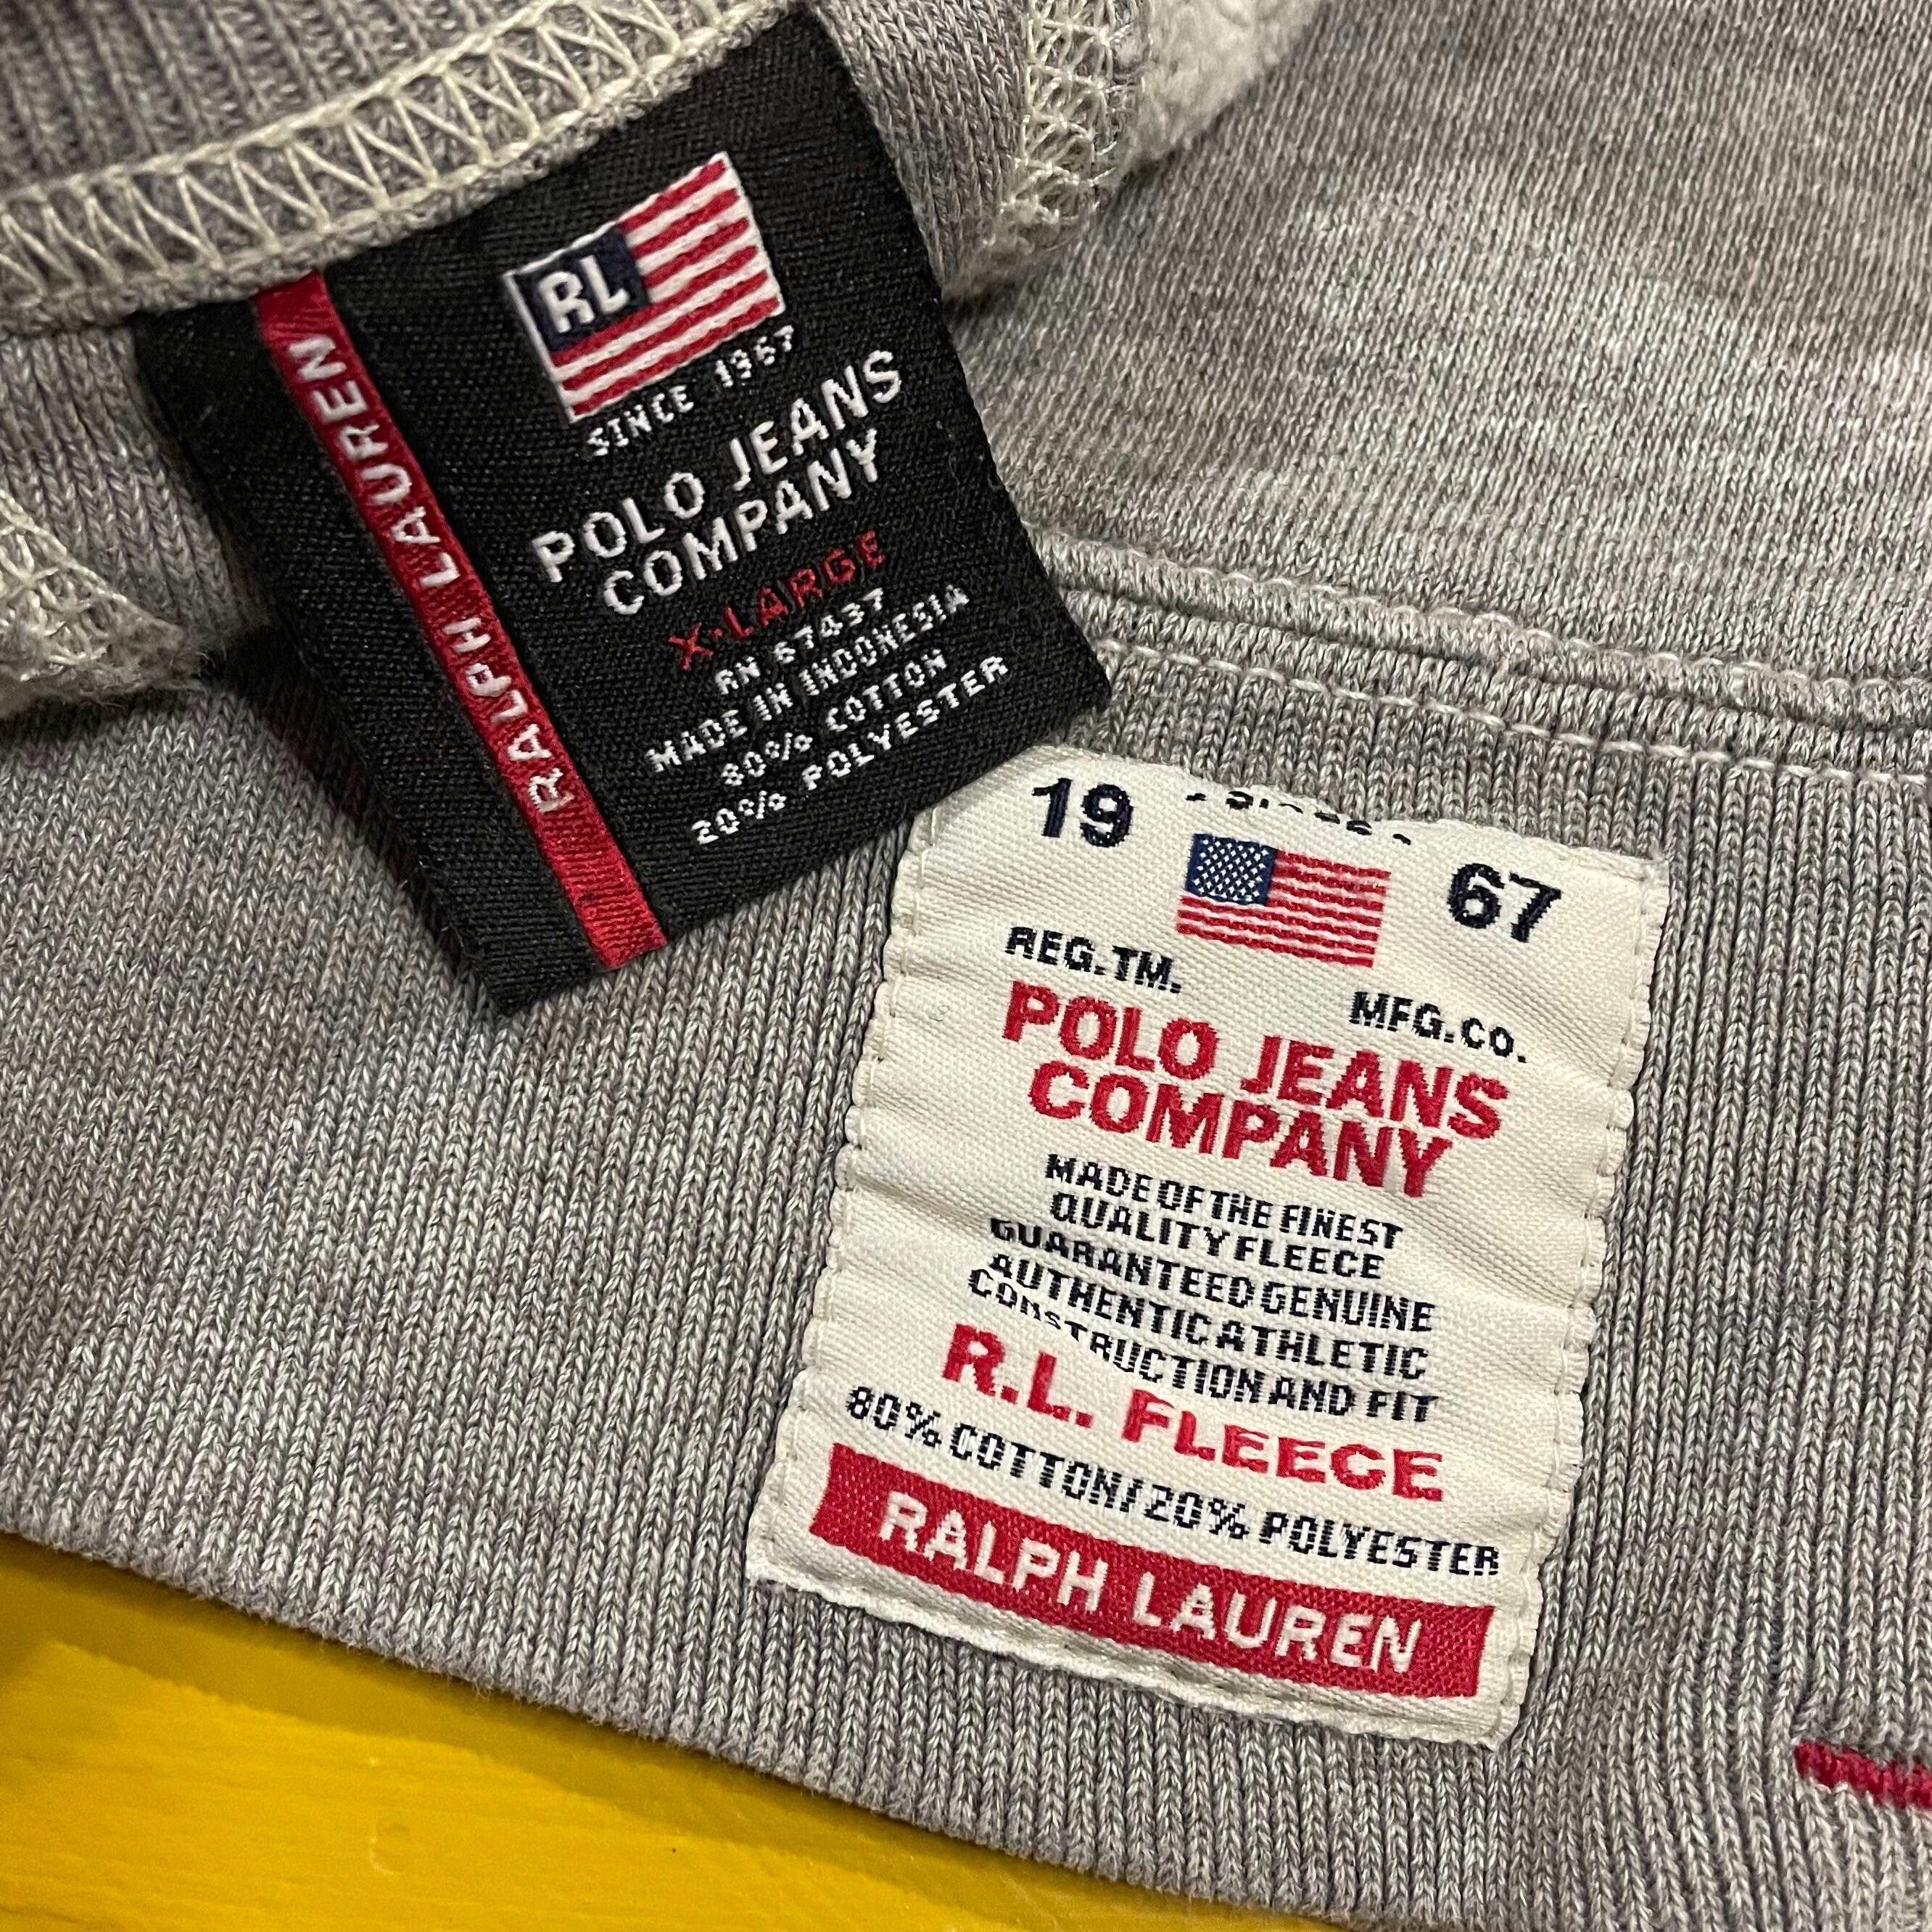 RL
SINCE 1967
POLO JEANS
COMPANY
X-LARGE
RN 67437
MADE IN INDONESIA
80% COTTON
20% POLYESTER
RALPH LAUREN
19 67
REG.TM.
MFG.CO.
POLO JEANS
COMPANY
MADE OF THE FINEST
QUALITY FLEECE
GUARANTEED GENUINE
AUTHENTIC ATHLETIC
CONSTRUCTION AND FIT
R.L. FLEECE
80% COTTON/20% POLYESTER
RALPH LAUREN